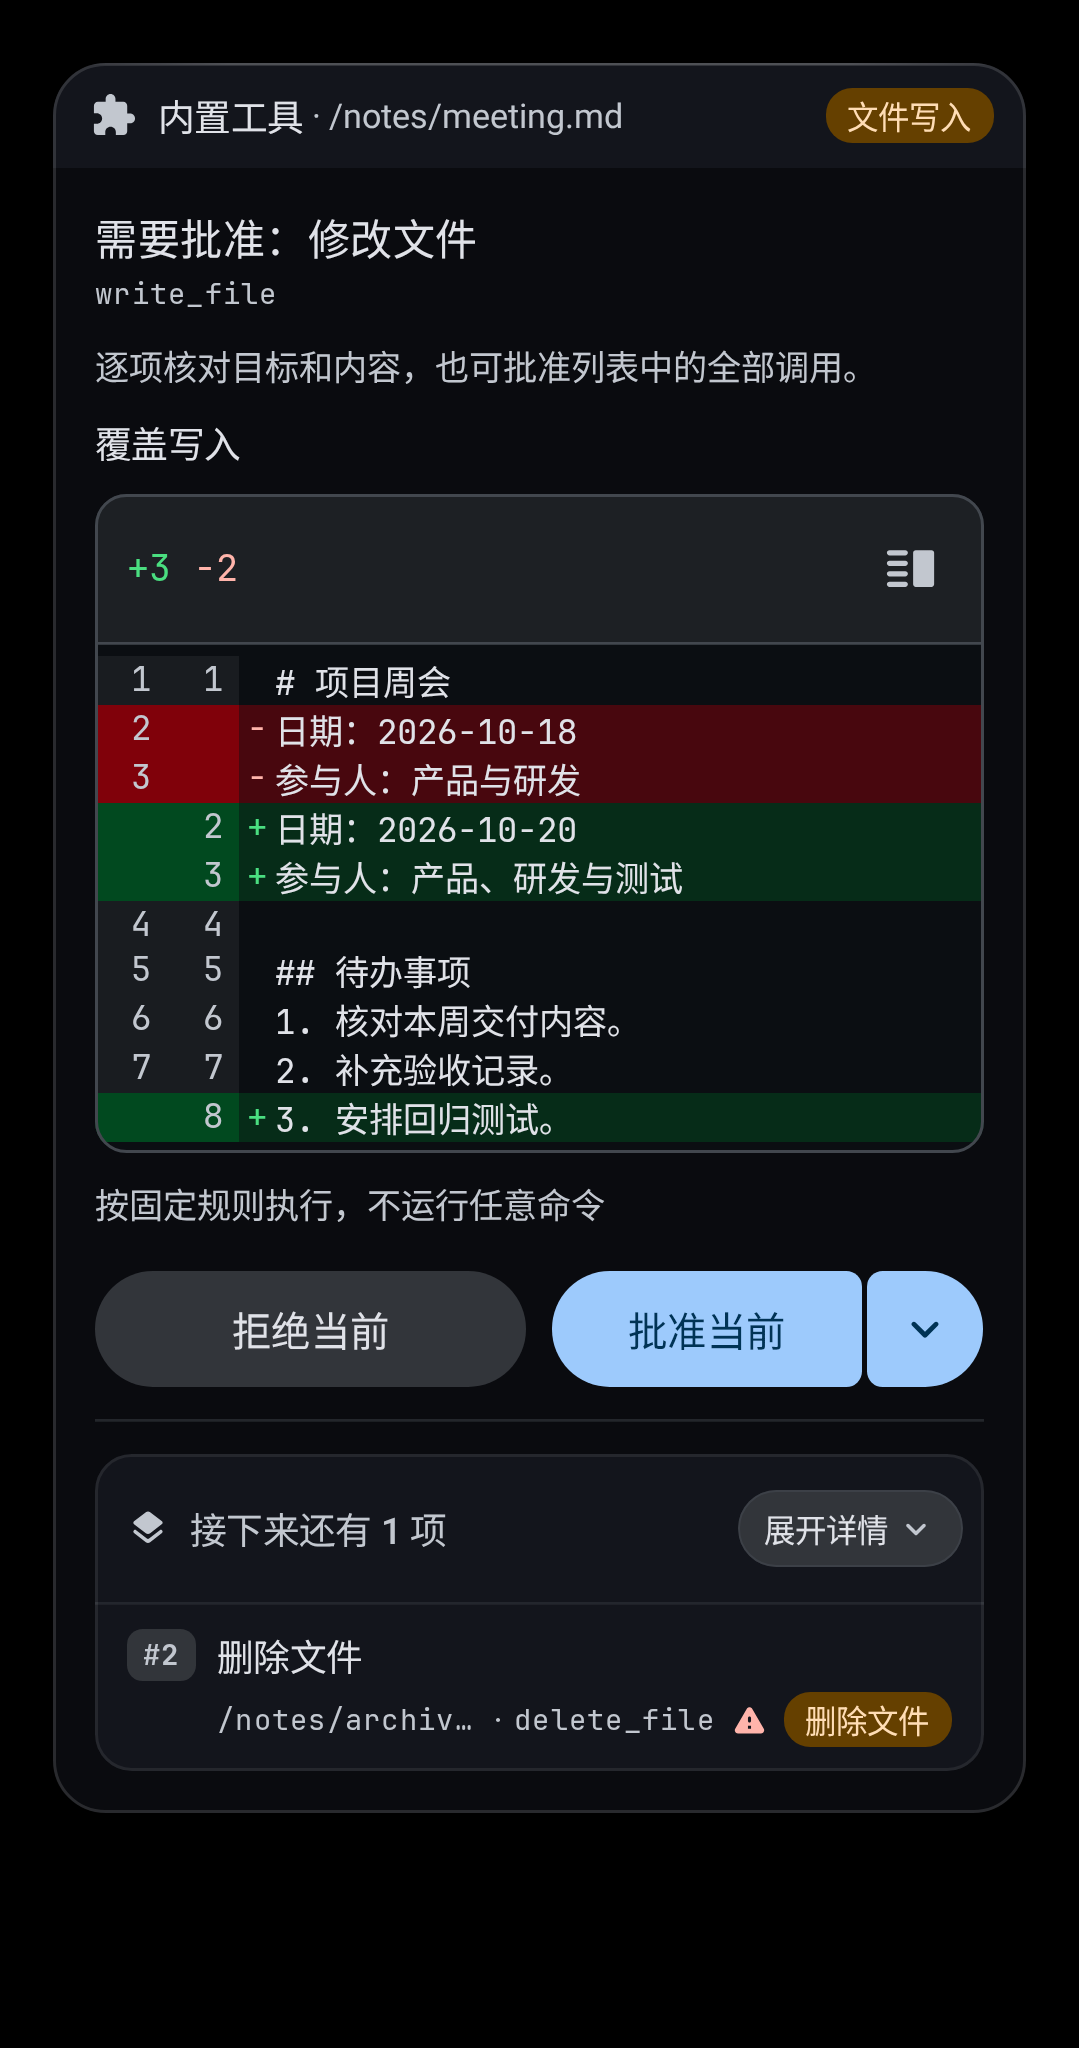 内置工具 · /notes/meeting.md 文件写入
需要批准：修改文件
write_file
逐项核对目标和内容，也可批准列表中的全部调用。
覆盖写入
+3 -2
1 1 # 项目周会
2 - 日期：2026-10-18
3 - 参与人：产品与研发
2 + 日期：2026-10-20
3 + 参与人：产品、研发与测试
4 4
5 5 ## 待办事项
6 6 1. 核对本周交付内容。
7 7 2. 补充验收记录。
8 + 3. 安排回归测试。
按固定规则执行，不运行任意命令
拒绝当前 批准当前
接下来还有 1 项 展开详情
#2 删除文件
/notes/archiv… · delete_file 删除文件